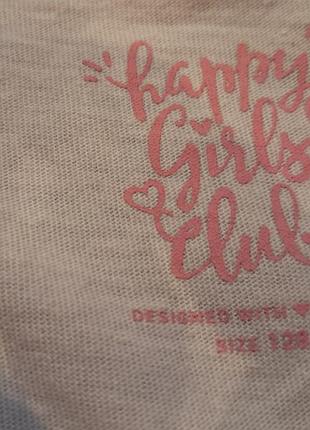 happy
Girls
Club
DESIGNED WITH ♥
SIZE 128